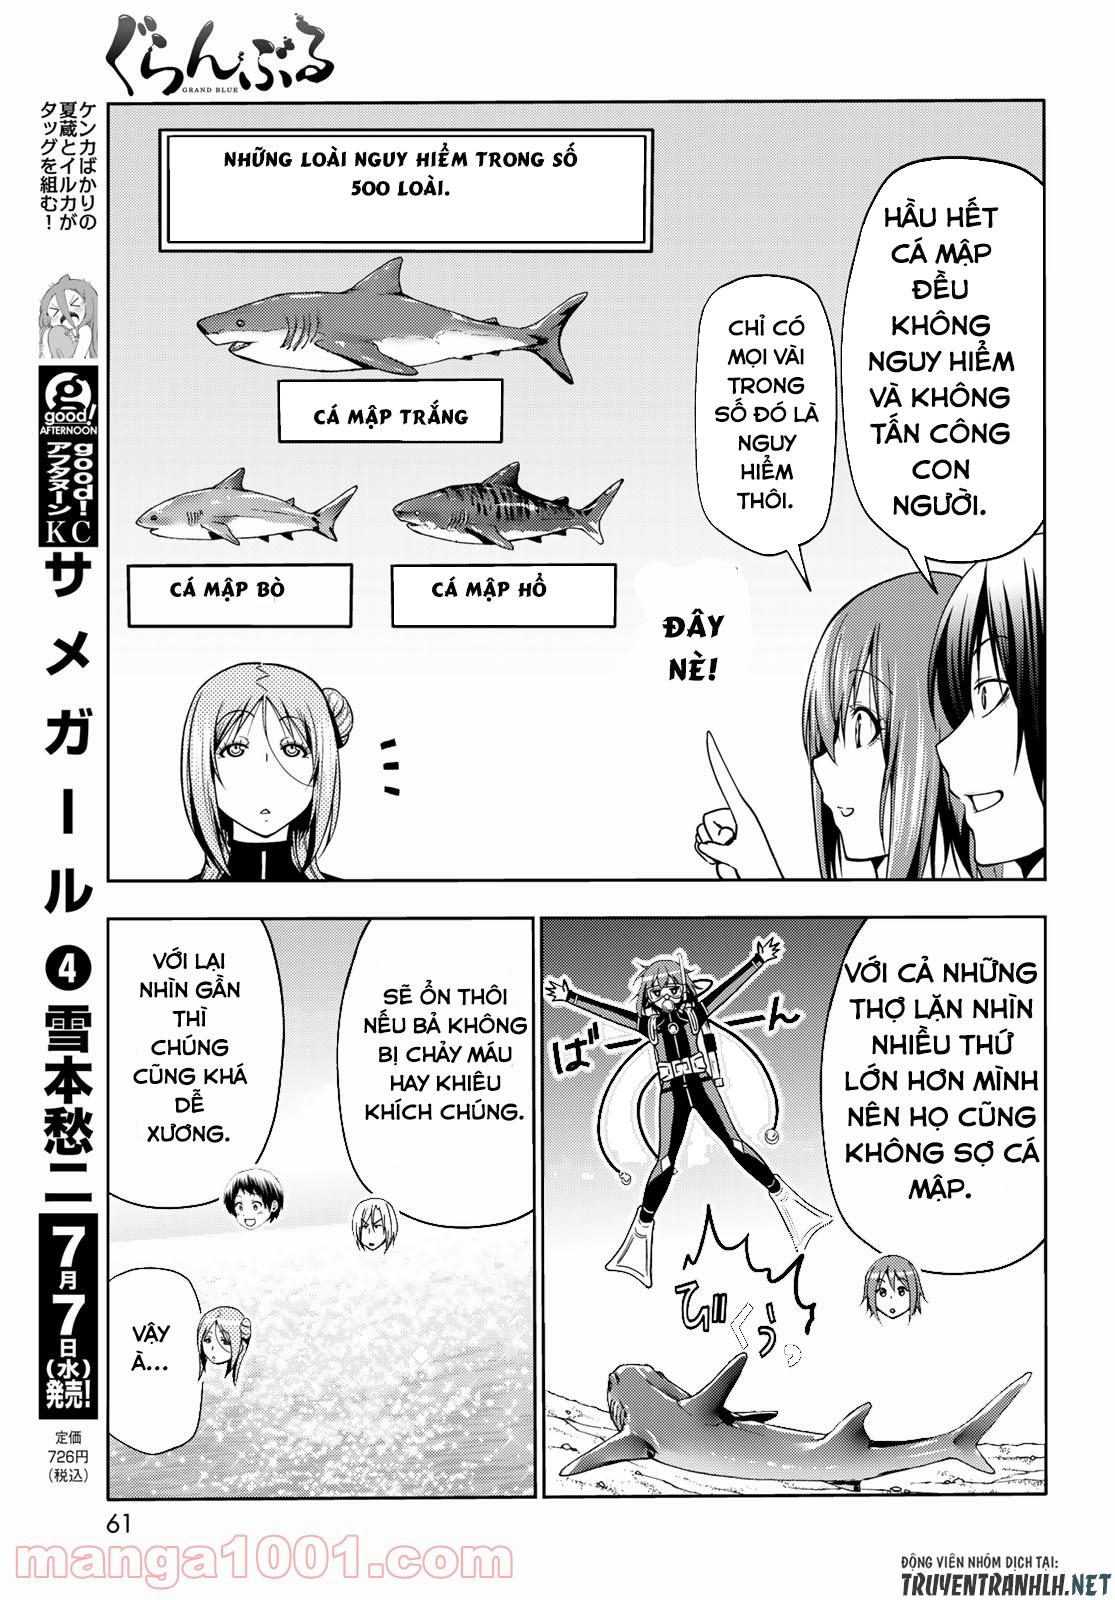 ぐらんぶる
GRAND BLUE
ケンカばかりの
夏蔵とイルカが
タッグを組む!
good!
AFTERNOON
good!
アフタヌーン
KC
サメガール
4
雪本愁二
7月7日(水)発売!
定価
726円
(税込)
HẦU HẾT
CÁ MẬP
ĐỀU
KHÔNG
NGUY HIỂM
VÀ KHÔNG
TẤN CÔNG
CON
NGƯỜI.
CHỈ CÓ
MỌI VÀI
TRONG
SỐ ĐÓ LÀ
NGUY
HIỂM
THÔI.
NHỮNG LOÀI NGUY HIỂM TRONG SỐ
500 LOÀI.
CÁ MẬP TRẮNG
CÁ MẬP BÒ
CÁ MẬP HỔ
ĐÂY
NÈ!
VỚI CẢ NHỮNG
THỢ LẶN NHÌN
NHIỀU THỨ
LỚN HƠN MÌNH
NÊN HỌ CŨNG
KHÔNG SỢ CÁ
MẬP.
ばーん
びくぅっ
SẼ ỔN THÔI
NẾU BẢ KHÔNG
BỊ CHẢY MÁU
HAY KHIÊU
KHÍCH CHÚNG.
VỚI LẠI
NHÌN GẦN
THÌ
CHÚNG
CŨNG KHÁ
DỄ
XƯƠNG.
VẬY
À...
61
manga1001.com
ĐỘNG VIÊN NHÓM DỊCH TẠI:
TRUYENTRANHLH.NET